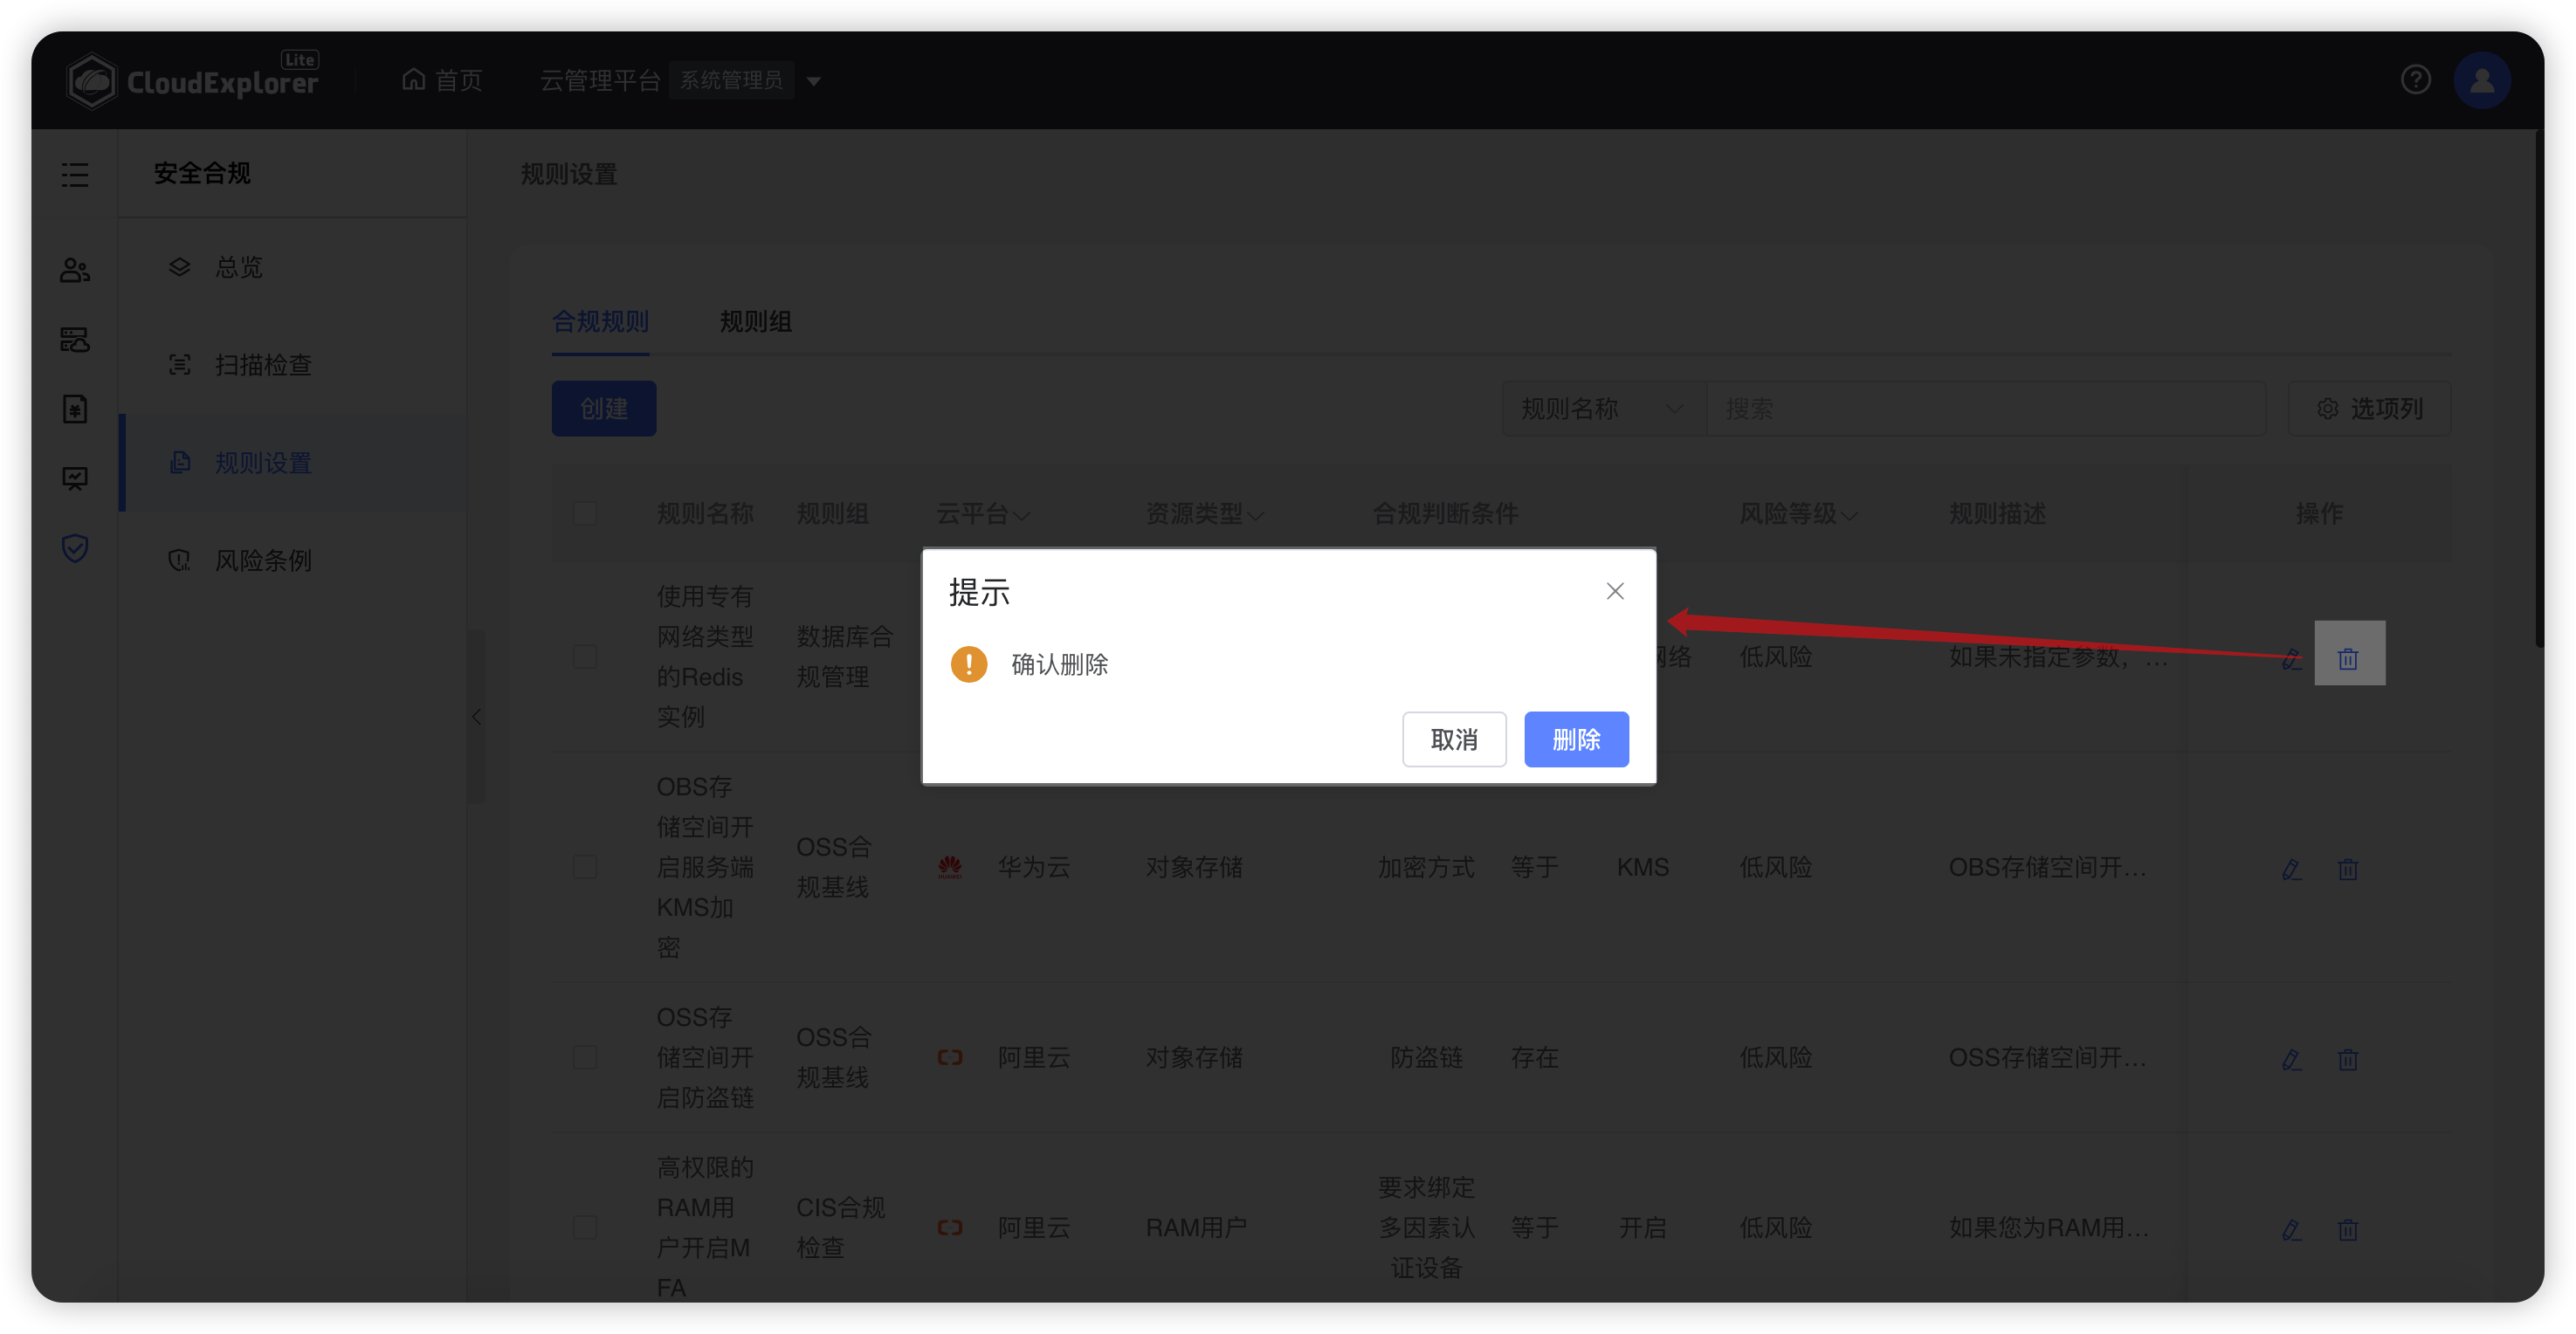 CloudExplorer Lite
首页
云管理平台 系统管理员
安全合规
规则设置
总览
扫描检查
规则设置
风险条例
合规规则 规则组
创建
规则名称 搜索 选项列
规则名称 规则组 云平台 资源类型 合规判断条件 风险等级 规则描述 操作
使用专有
网络类型
的Redis
实例
数据库合
规管理
网络 低风险 如果未指定参数，...
提示
确认删除
取消 删除
OBS存
储空间开
启服务端
KMS加
密
OSS合
规基线
HUAWEI 华为云 对象存储 加密方式 等于 KMS 低风险 OBS存储空间开...
OSS存
储空间开
启防盗链
OSS合
规基线
阿里云 对象存储 防盗链 存在 低风险 OSS存储空间开...
高权限的
RAM用
户开启M
FA
CIS合规
检查
阿里云 RAM用户
要求绑定
多因素认
证设备
等于 开启 低风险 如果您为RAM用...